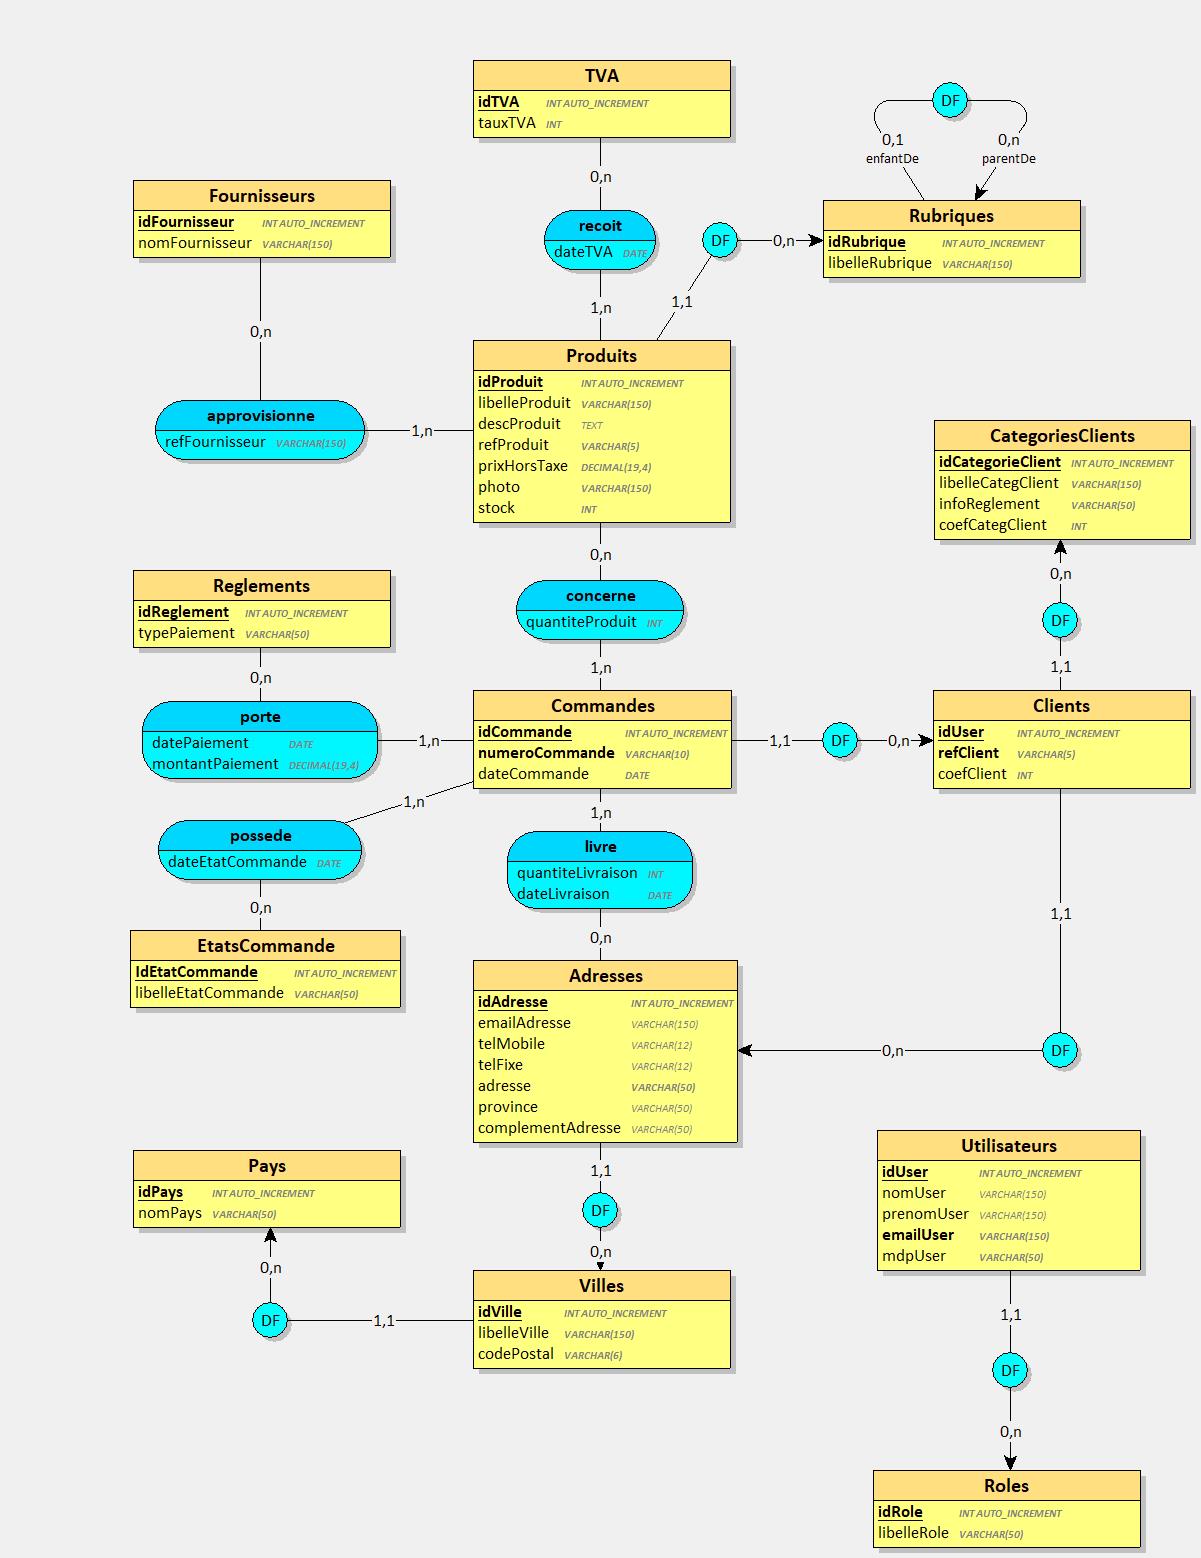 TVA
idTVA INT AUTO_INCREMENT
tauxTVA INT
0,n
recoit
dateTVA DATE
1,n
DF
0,1
enfantDe
0,n
parentDe
Rubriques
idRubrique INT AUTO_INCREMENT
libelleRubrique VARCHAR(150)
DF
0,n
1,1
Fournisseurs
idFournisseur INT AUTO_INCREMENT
nomFournisseur VARCHAR(150)
0,n
approvisionne
refFournisseur VARCHAR(150)
1,n
Produits
idProduit INT AUTO_INCREMENT
libelleProduit VARCHAR(150)
descProduit TEXT
refProduit VARCHAR(5)
prixHorsTaxe DECIMAL(19,4)
photo VARCHAR(150)
stock INT
0,n
concerne
quantiteProduit INT
1,n
CategoriesClients
idCategorieClient INT AUTO_INCREMENT
libelleCategClient VARCHAR(150)
infoReglement VARCHAR(50)
coefCategClient INT
0,n
DF
1,1
Reglements
idReglement INT AUTO_INCREMENT
typePaiement VARCHAR(50)
0,n
porte
datePaiement DATE
montantPaiement DECIMAL(19,4)
1,n
Commandes
idCommande INT AUTO_INCREMENT
numeroCommande VARCHAR(10)
dateCommande DATE
1,1
DF
0,n
Clients
idUser INT AUTO_INCREMENT
refClient VARCHAR(5)
coefClient INT
1,n
possede
dateEtatCommande DATE
0,n
EtatsCommande
IdEtatCommande INT AUTO_INCREMENT
libelleEtatCommande VARCHAR(50)
1,n
livre
quantiteLivraison INT
dateLivraison DATE
0,n
1,1
DF
0,n
Adresses
idAdresse INT AUTO_INCREMENT
emailAdresse VARCHAR(150)
telMobile VARCHAR(12)
telFixe VARCHAR(12)
adresse VARCHAR(50)
province VARCHAR(50)
complementAdresse VARCHAR(50)
1,1
DF
0,n
Pays
idPays INT AUTO_INCREMENT
nomPays VARCHAR(50)
0,n
DF
1,1
Villes
idVille INT AUTO_INCREMENT
libelleVille VARCHAR(150)
codePostal VARCHAR(6)
Utilisateurs
idUser INT AUTO_INCREMENT
nomUser VARCHAR(150)
prenomUser VARCHAR(150)
emailUser VARCHAR(150)
mdpUser VARCHAR(50)
1,1
DF
0,n
Roles
idRole INT AUTO_INCREMENT
libelleRole VARCHAR(50)